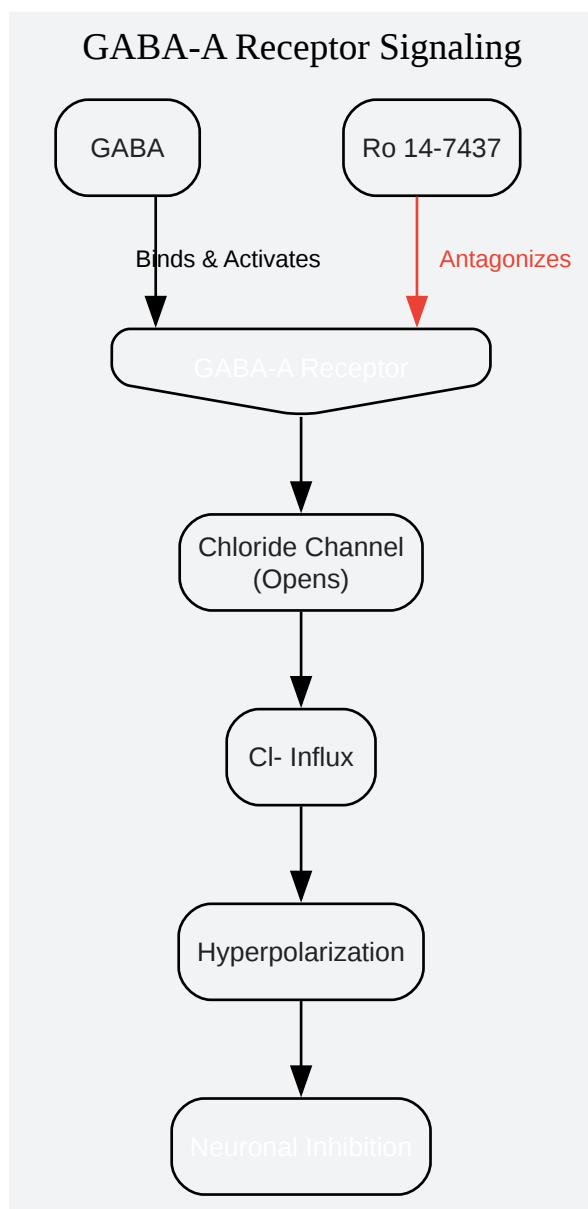 GABA-A Receptor Signaling
GABA
Ro 14-7437
Binds & Activates
Antagonizes
GABA-A Receptor
Chloride Channel
(Opens)
Cl- Influx
Hyperpolarization
Neuronal Inhibition